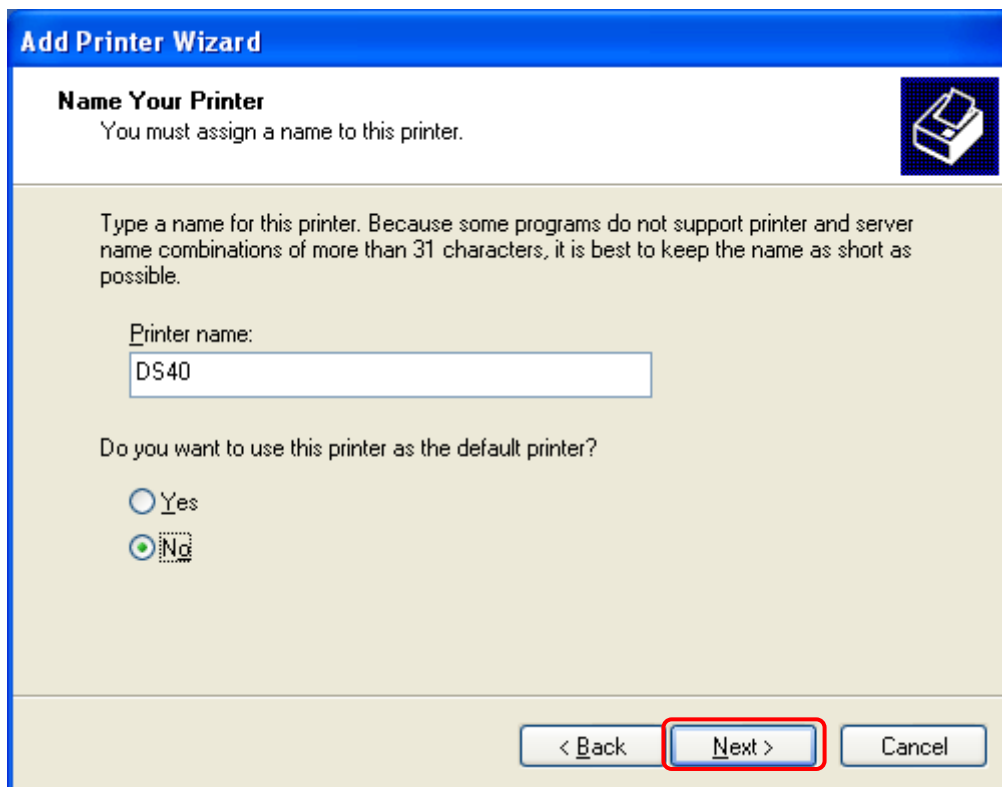 Add Printer Wizard
Name Your Printer
You must assign a name to this printer.
Type a name for this printer. Because some programs do not support printer and server
name combinations of more than 31 characters, it is best to keep the name as short as
possible.
Printer name:
DS40
Do you want to use this printer as the default printer?
Yes
No
< Back Next > Cancel